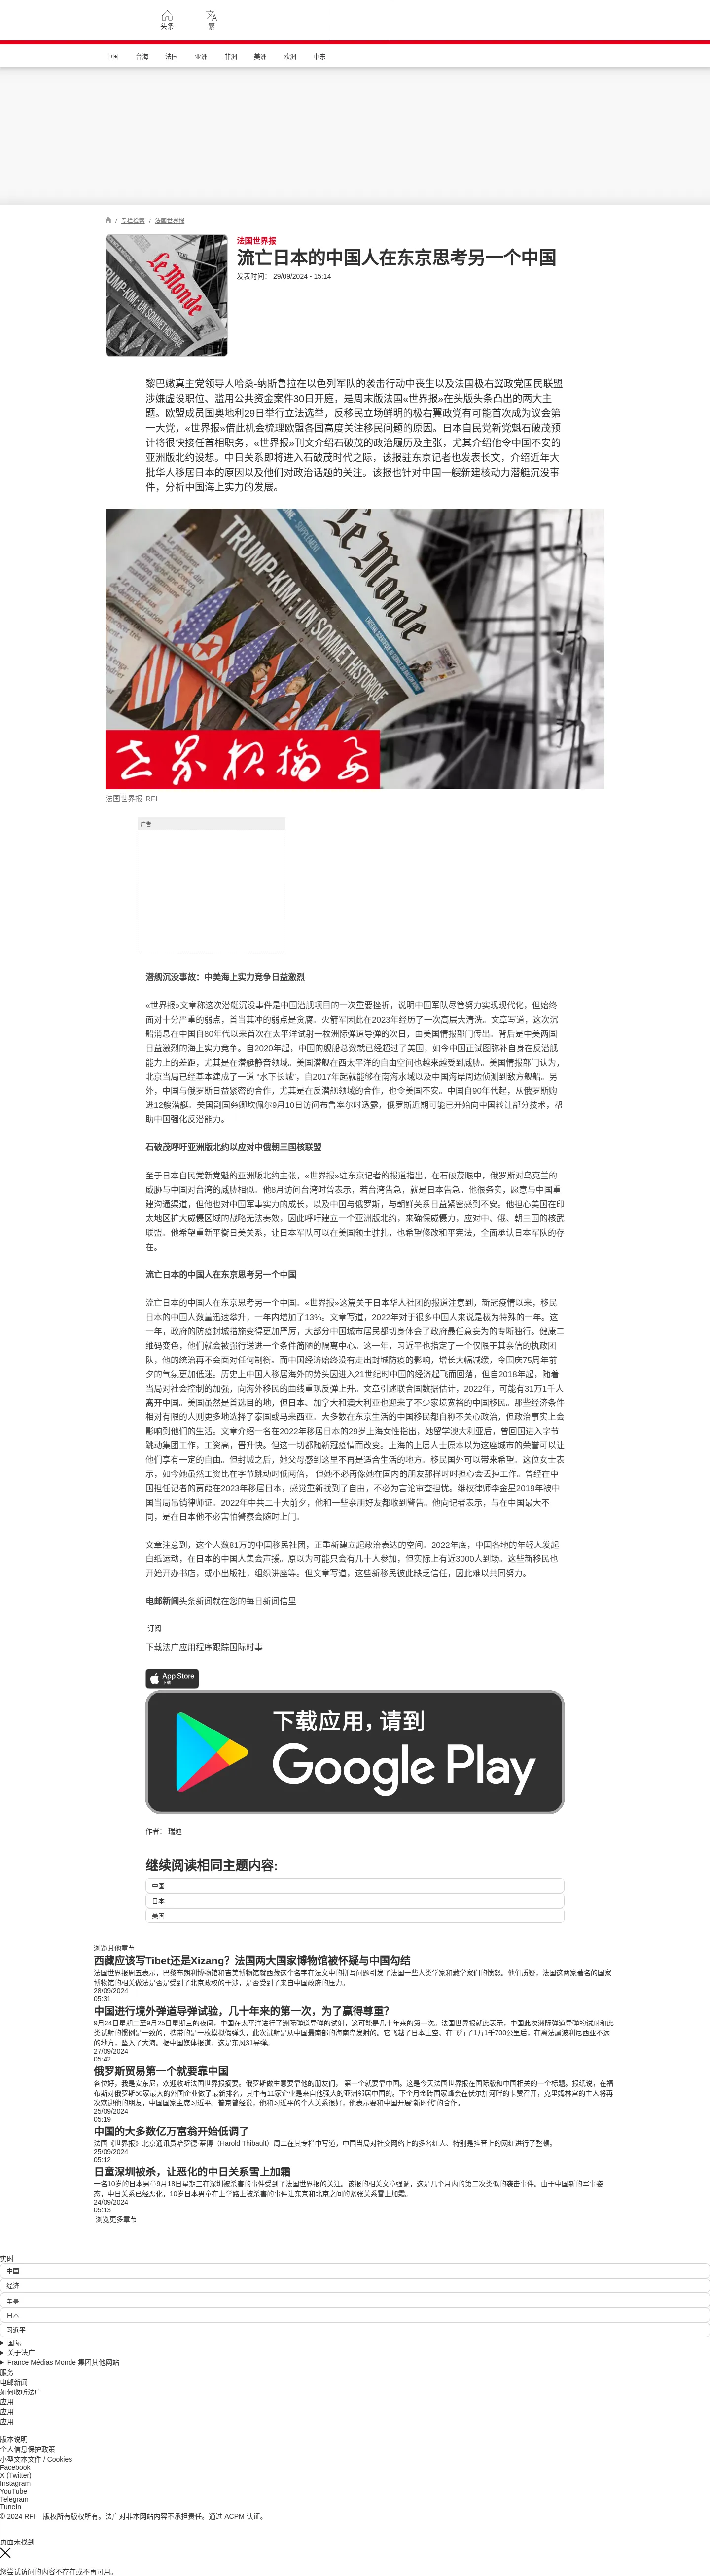 头条
繁
中国
台海
法国
亚洲
非洲
美洲
欧洲
中东
/ 专栏检索 / 法国世界报
法国世界报
流亡日本的中国人在东京思考另一个中国
发表时间： 29/09/2024 - 15:14
黎巴嫩真主党领导人哈桑-纳斯鲁拉在以色列军队的袭击行动中丧生以及法国极右翼政党国民联盟
涉嫌虚设职位、滥用公共资金案件30日开庭，是周末版法国«世界报»在头版头条凸出的两大主
题。欧盟成员国奥地利29日举行立法选举，反移民立场鲜明的极右翼政党有可能首次成为议会第
一大党，«世界报»借此机会梳理欧盟各国高度关注移民问题的原因。日本自民党新党魁石破茂预
计将很快接任首相职务，«世界报»刊文介绍石破茂的政治履历及主张，尤其介绍他令中国不安的
亚洲版北约设想。中日关系即将进入石破茂时代之际，该报驻东京记者也发表长文，介绍近年大
批华人移居日本的原因以及他们对政治话题的关注。该报也针对中国一艘新建核动力潜艇沉没事
件，分析中国海上实力的发展。
Le Monde
TRUMP-KIM: UN SOMMET HISTORIQUE
世界报摘要
法国世界报 RFI
广告
潜舰沉没事故：中美海上实力竞争日益激烈
«世界报»文章称这次潜艇沉没事件是中国潜舰项目的一次重要挫折，说明中国军队尽管努力实现现代化，但始终
面对十分严重的弱点，首当其冲的弱点是贪腐。火箭军因此在2023年经历了一次高层大清洗。文章写道，这次沉
船消息在中国自80年代以来首次在太平洋试射一枚洲际弹道导弹的次日，由美国情报部门传出。背后是中美两国
日益激烈的海上实力竞争。自2020年起，中国的舰船总数就已经超过了美国，如今中国正试图弥补自身在反潜舰
能力上的差距，尤其是在潜艇静音领域。美国潜舰在西太平洋的自由空间也越来越受到威胁。美国情报部门认为，
北京当局已经基本建成了一道 “水下长城”，自2017年起就能够在南海水域以及中国海岸周边侦测到敌方舰船。另
外，中国与俄罗斯日益紧密的合作，尤其是在反潜舰领域的合作，也令美国不安。中国自90年代起，从俄罗斯购
进12艘潜艇。美国副国务卿坎佩尔9月10日访问布鲁塞尔时透露，俄罗斯近期可能已开始向中国转让部分技术，帮
助中国强化反潜能力。
石破茂呼吁亚洲版北约以应对中俄朝三国核联盟
至于日本自民党新党魁的亚洲版北约主张，«世界报»驻东京记者的报道指出，在石破茂眼中，俄罗斯对乌克兰的
威胁与中国对台湾的威胁相似。他8月访问台湾时曾表示，若台湾告急，就是日本告急。他很务实，愿意与中国重
建沟通渠道，但他也对中国军事实力的成长，以及中国与俄罗斯，与朝鲜关系日益紧密感到不安。他担心美国在印
太地区扩大威慑区域的战略无法奏效，因此呼吁建立一个亚洲版北约，来确保威慑力，应对中、俄、朝三国的核武
联盟。他希望重新平衡日美关系，让日本军队可以在美国领土驻扎，也希望修改和平宪法，全面承认日本军队的存
在。
流亡日本的中国人在东京思考另一个中国
流亡日本的中国人在东京思考另一个中国。«世界报»这篇关于日本华人社团的报道注意到，新冠疫情以来，移民
日本的中国人数量迅速攀升，一年内增加了13%。文章写道，2022年对于很多中国人来说是极为特殊的一年。这
一年，政府的防疫封城措施变得更加严厉，大部分中国城市居民都切身体会了政府最任意妄为的专断独行。健康二
维码变色，他们就会被强行送进一个条件简陋的隔离中心。这一年，习近平也指定了一个仅限于其亲信的执政团
队，他的统治再不会面对任何制衡。而中国经济始终没有走出封城防疫的影响，增长大幅减缓，令国庆75周年前
夕的气氛更加低迷。历史上中国人移居海外的势头因进入21世纪时中国的经济起飞而回落，但自2018年起，随着
当局对社会控制的加强，向海外移民的曲线重现反弹上升。文章引述联合国数据估计，2022年，可能有31万1千人
离开中国。美国虽然是首选目的地，但日本、加拿大和澳大利亚也迎来了不少家境宽裕的中国移民。那些经济条件
相对有限的人则更多地选择了泰国或马来西亚。大多数在东京生活的中国移民都自称不关心政治，但政治事实上会
影响到他们的生活。文章介绍一名在2022年移居日本的29岁上海女性指出，她留学澳大利亚后，曾回国进入字节
跳动集团工作，工资高，晋升快。但这一切都随新冠疫情而改变。上海的上层人士原本以为这座城市的荣誉可以让
他们享有一定的自由。但封城之后，她父母感到这里不再是适合生活的地方。移民国外可以带来希望。这位女士表
示，如今她虽然工资比在字节跳动时低两倍， 但她不必再像她在国内的朋友那样时时担心会丢掉工作。曾经在中
国担任记者的贾葭在2023年移居日本，感觉重新找到了自由，不必为言论审查担忧。维权律师李金星2019年被中
国当局吊销律师证。2022年中共二十大前夕，他和一些亲朋好友都收到警告。他向记者表示，与在中国最大不
同，是在日本他不必害怕警察会随时上门。
文章注意到，这个人数81万的中国移民社团，正重新建立起政治表达的空间。2022年底，中国各地的年轻人发起
白纸运动，在日本的中国人集会声援。原以为可能只会有几十人参加，但实际上有近3000人到场。这些新移民也
开始开办书店，或小出版社，组织讲座等。但文章写道，这些新移民彼此缺乏信任，因此难以共同努力。
电邮新闻头条新闻就在您的每日新闻信里
订阅
下载法广应用程序跟踪国际时事
App Store
下载
下载应用，请到
Google Play
作者： 瑞迪
继续阅读相同主题内容:
中国
日本
美国
浏览其他章节
西藏应该写Tibet还是Xizang？法国两大国家博物馆被怀疑与中国勾结
法国世界报周五表示，巴黎布朗利博物馆和吉美博物馆就西藏这个名字在法文中的拼写问题引发了法国一些人类学家和藏学家们的愤怒。他们质疑，法国这两家著名的国家
博物馆的相关做法是否是受到了北京政权的干涉，是否受到了来自中国政府的压力。
28/09/2024
05:31
中国进行境外弹道导弹试验，几十年来的第一次，为了赢得尊重？
9月24日星期二至9月25日星期三的夜间，中国在太平洋进行了洲际弹道导弹的试射，这可能是几十年来的第一次。法国世界报就此表示，中国此次洲际弹道导弹的试射和此
类试射的惯例是一致的，携带的是一枚模拟假弹头，此次试射是从中国最南部的海南岛发射的。它飞越了日本上空、在飞行了1万1千700公里后，在离法属波利尼西亚不远
的地方，坠入了大海。据中国媒体报道，这是东风31导弹。
27/09/2024
05:42
俄罗斯贸易第一个就要靠中国
各位好，我是安东尼，欢迎收听法国世界报摘要。俄罗斯做生意要靠他的朋友们， 第一个就要靠中国。这是今天法国世界报在国际版和中国相关的一个标题。报纸说，在福
布斯对俄罗斯50家最大的外国企业做了最新排名，其中有11家企业是来自他强大的亚洲邻居中国的。下个月金砖国家峰会在伏尔加河畔的卡赞召开，克里姆林宫的主人将再
次欢迎他的朋友，中国国家主席习近平。普京曾经说，他和习近平的个人关系很好，他表示要和中国开展“新时代”的合作。
25/09/2024
05:19
中国的大多数亿万富翁开始低调了
法国《世界报》北京通讯员哈罗德·蒂博（Harold Thibault）周二在其专栏中写道，中国当局对社交网络上的多名红人、特别是抖音上的网红进行了整顿。
25/09/2024
05:12
日童深圳被杀，让恶化的中日关系雪上加霜
一名10岁的日本男童9月18日星期三在深圳被杀害的事件受到了法国世界报的关注。该报的相关文章强调，这是几个月内的第二次类似的袭击事件。由于中国新的军事姿
态，中日关系已经恶化，10岁日本男童在上学路上被杀害的事件让东京和北京之间的紧张关系雪上加霜。
24/09/2024
05:13
浏览更多章节
实时
中国
经济
军事
日本
习近平
国际
关于法广
France Médias Monde 集团其他网站
服务
电邮新闻
如何收听法广
应用
应用
应用
版本说明
个人信息保护政策
小型文本文件 / Cookies
Facebook
X (Twitter)
Instagram
YouTube
Telegram
TuneIn
© 2024 RFI – 版权所有版权所有。法广对非本网站内容不承担责任。通过 ACPM 认证。
页面未找到
您尝试访问的内容不存在或不再可用。